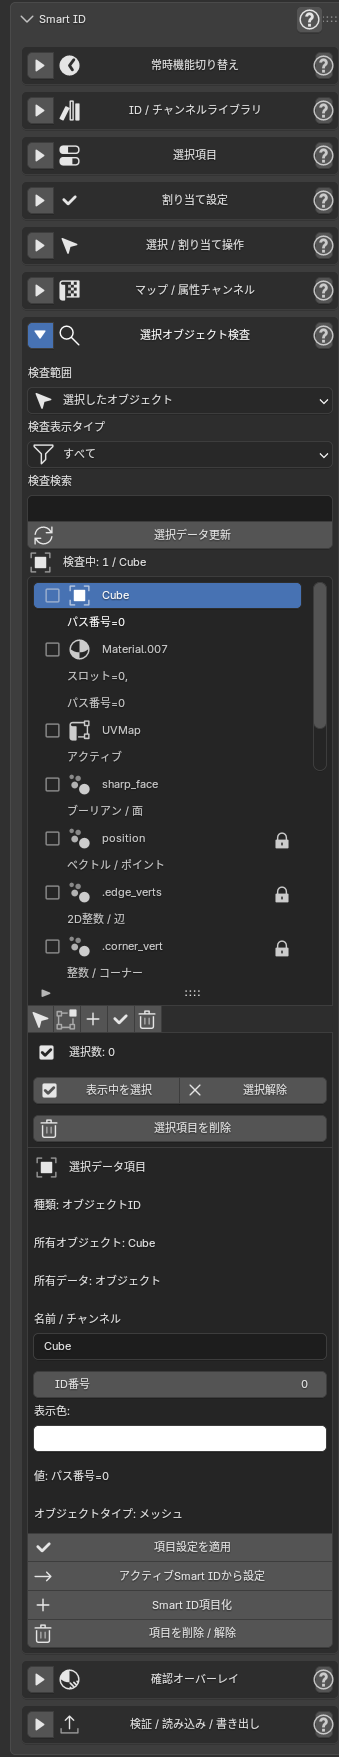 Smart ID
常時機能切り替え
ID / チャンネルライブラリ
選択項目
割り当て設定
選択 / 割り当て操作
マップ / 属性チャンネル
選択オブジェクト検査
検査範囲
選択したオブジェクト
検査表示タイプ
すべて
検査検索
選択データ更新
検査中: 1 / Cube
Cube
パス番号=0
Material.007
スロット=0,
パス番号=0
UVMap
アクティブ
sharp_face
ブーリアン / 面
position
ベクトル / ポイント
.edge_verts
2D整数 / 辺
.corner_vert
整数 / コーナー
選択数: 0
表示中を選択 選択解除
選択項目を削除
選択データ項目
種類: オブジェクトID
所有オブジェクト: Cube
所有データ: オブジェクト
名前 / チャンネル
Cube
ID番号 0
表示色:
値: パス番号=0
オブジェクトタイプ: メッシュ
項目設定を適用
アクティブSmart IDから設定
Smart ID項目化
項目を削除 / 解除
確認オーバーレイ
検証 / 読み込み / 書き出し